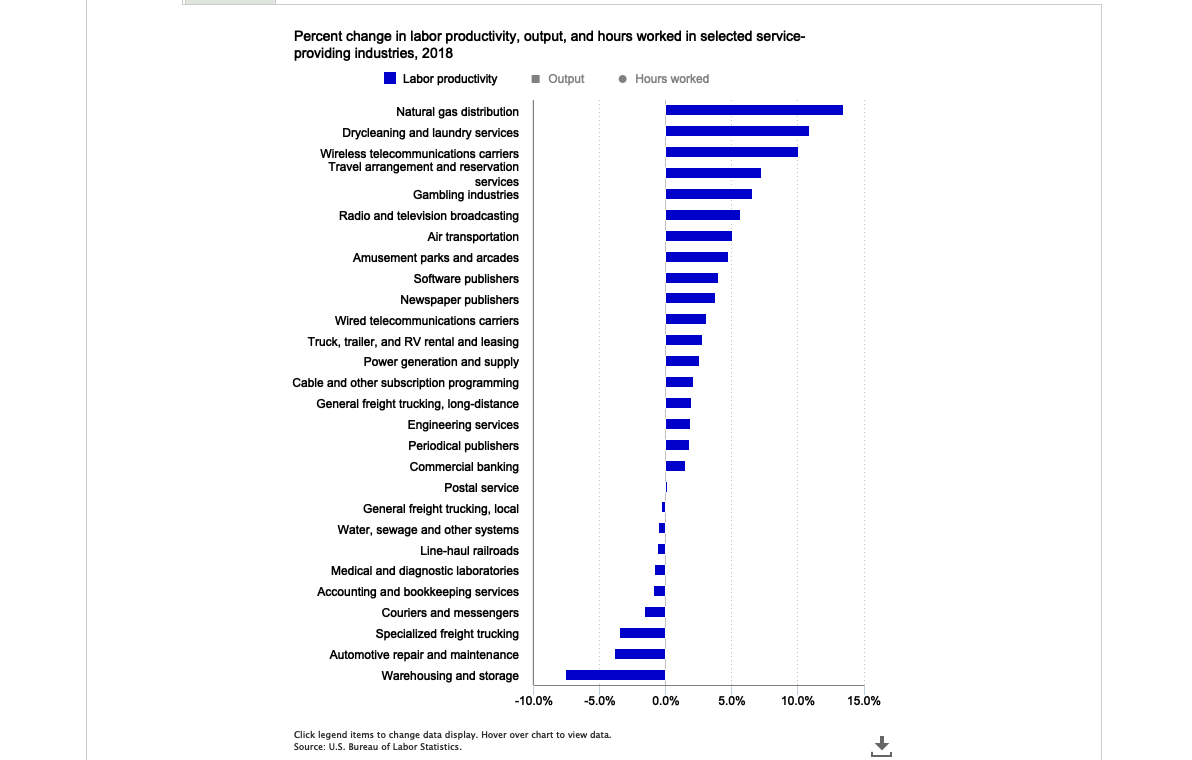 Percent change in labor productivity, output, and hours worked in selected service-
providing industries, 2018
Labor productivity Output Hours worked
Natural gas distribution
Drycleaning and laundry services
Wireless telecommunications carriers
Travel arrangement and reservation
services
Gambling industries
Radio and television broadcasting
Air transportation
Amusement parks and arcades
Software publishers
Newspaper publishers
Wired telecommunications carriers
Truck, trailer, and RV rental and leasing
Power generation and supply
Cable and other subscription programming
General freight trucking, long-distance
Engineering services
Periodical publishers
Commercial banking
Postal service
General freight trucking, local
Water, sewage and other systems
Line-haul railroads
Medical and diagnostic laboratories
Accounting and bookkeeping services
Couriers and messengers
Specialized freight trucking
Automotive repair and maintenance
Warehousing and storage
-10.0% -5.0% 0.0% 5.0% 10.0% 15.0%
Click legend items to change data display. Hover over chart to view data.
Source: U.S. Bureau of Labor Statistics.